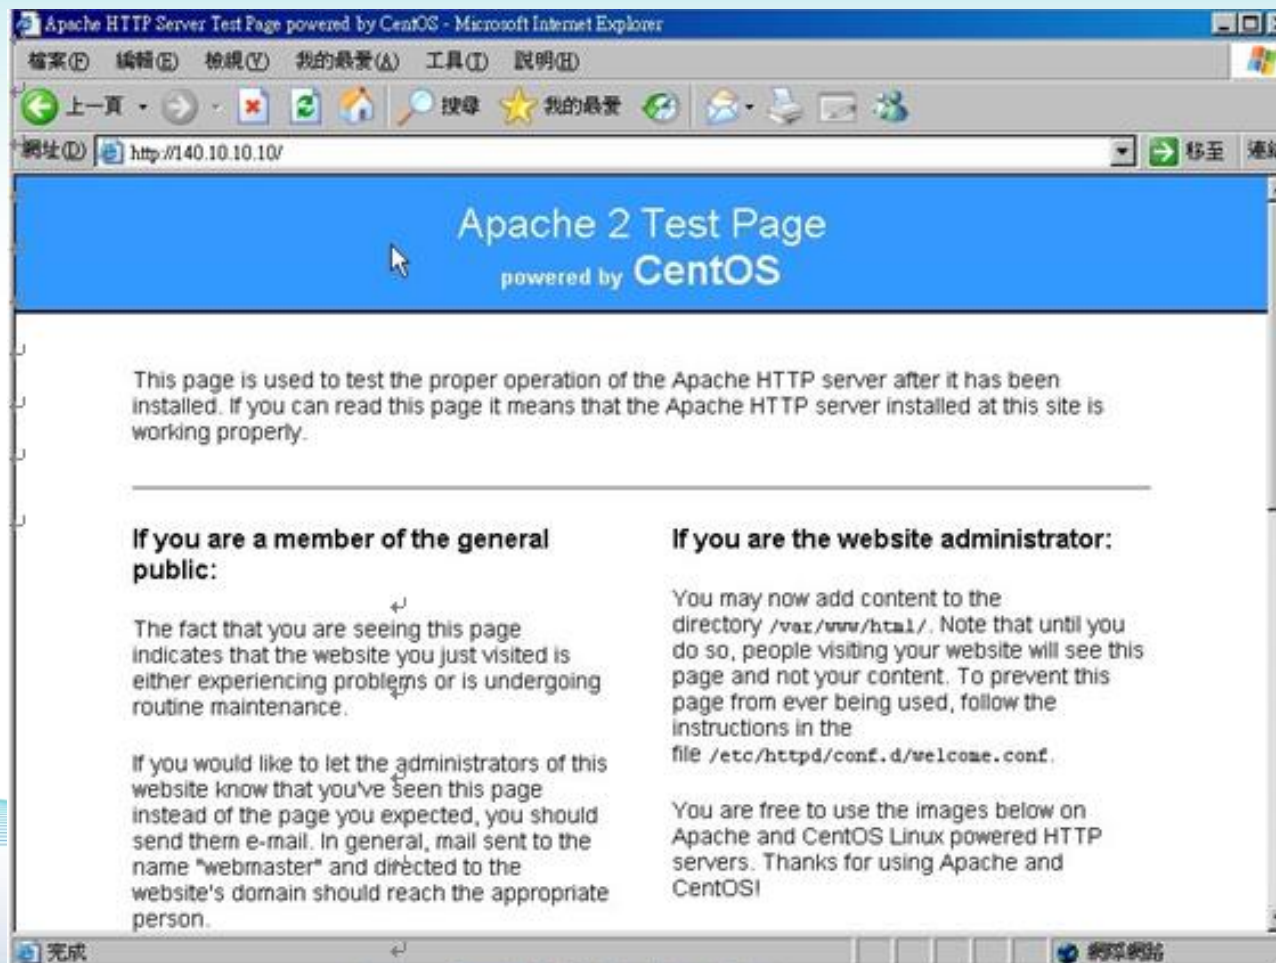 Apache HTTP Server Test Page powered by CentOS - Microsoft Internet Explorer
檔案(F) 編輯(E) 檢視(V) 我的最愛(A) 工具(T) 說明(H)
上一頁 搜尋 我的最愛
網址(D) http://140.10.10.10/ 移至 連結
Apache 2 Test Page
powered by CentOS
This page is used to test the proper operation of the Apache HTTP server after it has been
installed. If you can read this page it means that the Apache HTTP server installed at this site is
working properly.
If you are a member of the general
public:
The fact that you are seeing this page
indicates that the website you just visited is
either experiencing problems or is undergoing
routine maintenance.
If you would like to let the administrators of this
website know that you've seen this page
instead of the page you expected, you should
send them e-mail. In general, mail sent to the
name "webmaster" and directed to the
website's domain should reach the appropriate
person.
If you are the website administrator:
You may now add content to the
directory /var/www/html/. Note that until you
do so, people visiting your website will see this
page and not your content. To prevent this
page from ever being used, follow the
instructions in the
file /etc/httpd/conf.d/welcome.conf.
You are free to use the images below on
Apache and CentOS Linux powered HTTP
servers. Thanks for using Apache and
CentOS!
完成 網際網路